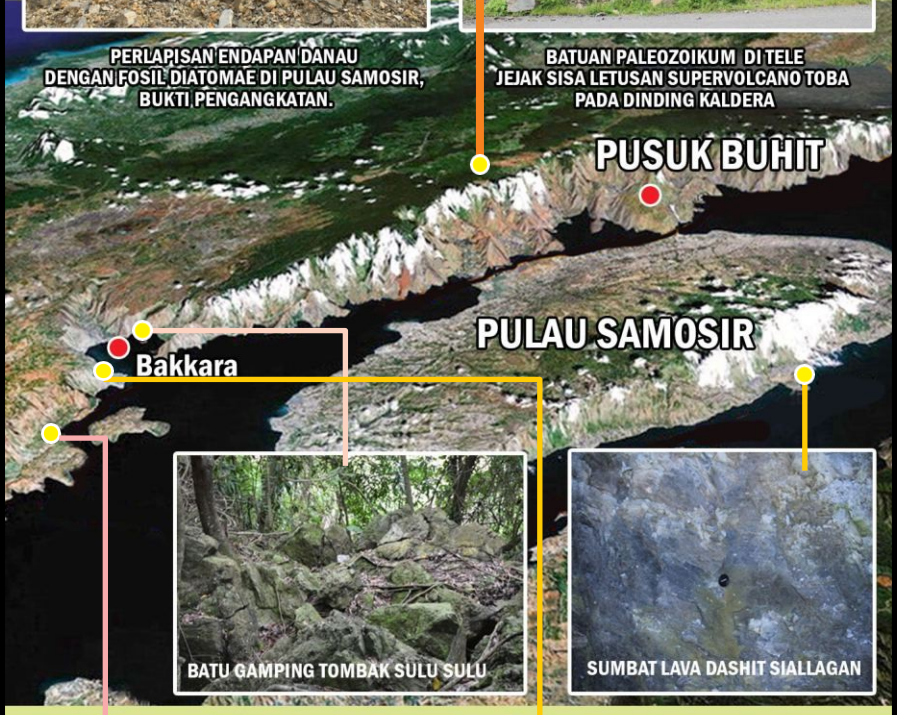 PERLAPISAN ENDAPAN DANAU
DENGAN FOSIL DIATOMAE DI PULAU SAMOSIR,
BUKTI PENGANGKATAN.
BATUAN PALEOZOIKUM DI TELE
JEJAK SISA LETUSAN SUPERVOLCANO TOBA
PADA DINDING KALDERA
PUSUK BUHIT
PULAU SAMOSIR
Bakkara
BATU GAMPING TOMBAK SULU SULU
SUMBAT LAVA DASHIT SIALLAGAN